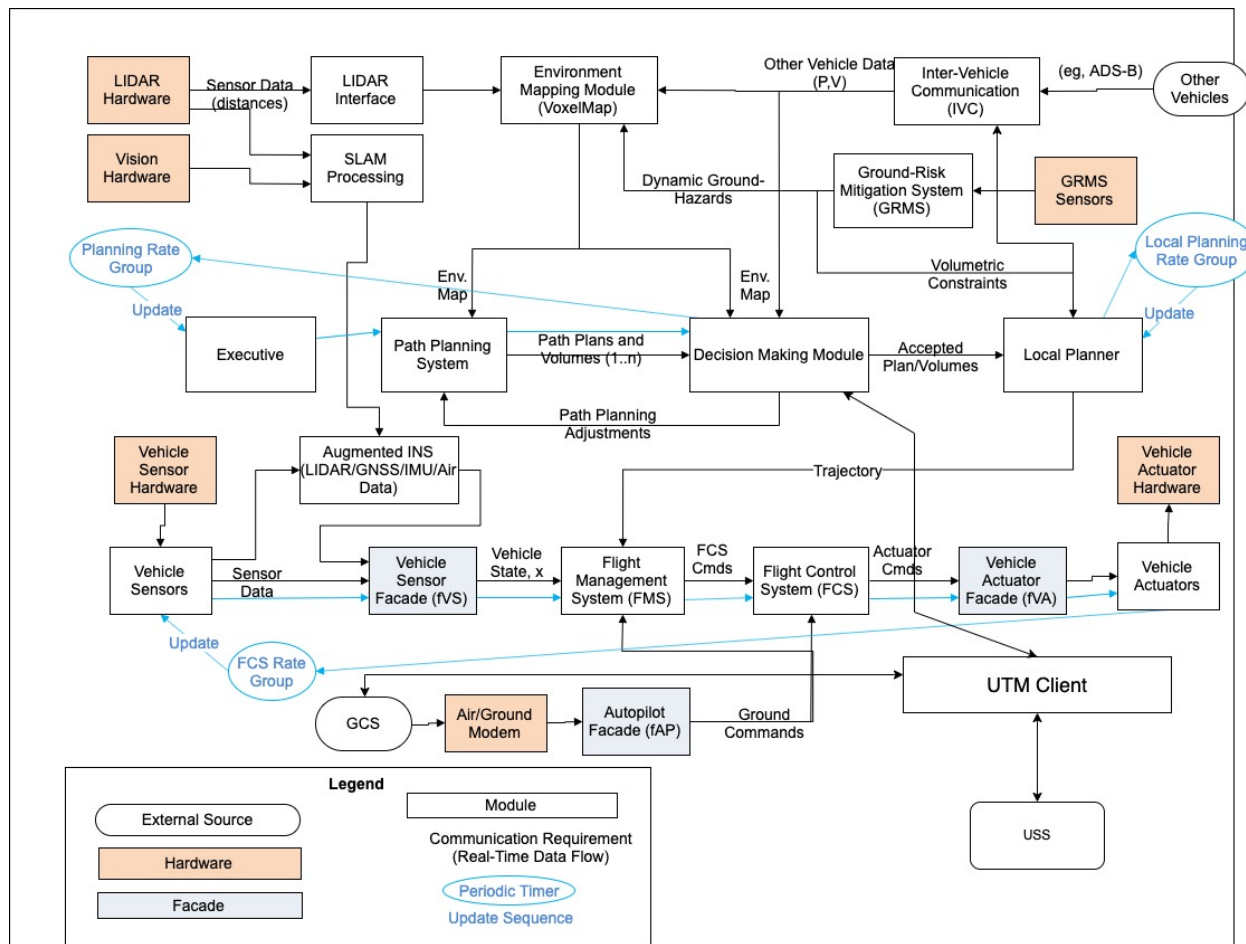 LIDAR
Hardware
Sensor Data
(distances)
LIDAR
Interface
Environment
Mapping Module
(VoxelMap)
Other Vehicle Data
(P,V)
Inter-Vehicle
Communication
(IVC)
(eg, ADS-B)
Other
Vehicles
Vision
Hardware
SLAM
Processing
Dynamic Ground-
Hazards
Ground-Risk
Mitigation System
(GRMS)
GRMS
Sensors
Planning Rate
Group
Local Planning
Rate Group
Env.
Map
Env.
Map
Volumetric
Constraints
Update
Update
Executive
Path Planning
System
Path Plans and
Volumes (1..n)
Decision Making Module
Accepted
Plan/Volumes
Local Planner
Path Planning
Adjustments
Vehicle
Sensor
Hardware
Augmented INS
(LIDAR/GNSS/IMU/Air
Data)
Trajectory
Vehicle
Actuator
Hardware
Vehicle
Sensors
Sensor
Data
Vehicle
Sensor
Facade (fVS)
Vehicle
State, x
Flight
Management
System (FMS)
FCS
Cmds
Flight Control
System (FCS)
Actuator
Cmds
Vehicle
Actuator
Facade (fVA)
Vehicle
Actuators
Update
FCS Rate
Group
UTM Client
GCS
Air/Ground
Modem
Autopilot
Facade (fAP)
Ground
Commands
Legend
External Source
Module
Communication Requirement
(Real-Time Data Flow)
Hardware
Periodic Timer
Facade
Update Sequence
USS